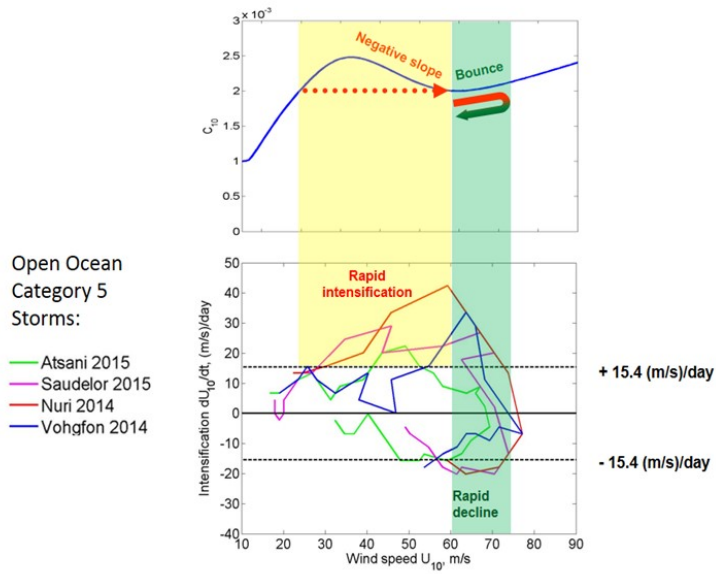 3 × 10⁻³
2.5
2
1.5
1
0.5
0
C₁₀
Negative slope
Bounce
Open Ocean
Category 5
Storms:
Atsani 2015
Saudelor 2015
Nuri 2014
Vohgfon 2014
50
40
30
20
10
0
-10
-20
-30
-40
Intensification dU₁₀/dt, (m/s)/day
Rapid
intensification
Rapid
decline
+ 15.4 (m/s)/day
- 15.4 (m/s)/day
10 20 30 40 50 60 70 80 90
Wind speed U₁₀, m/s